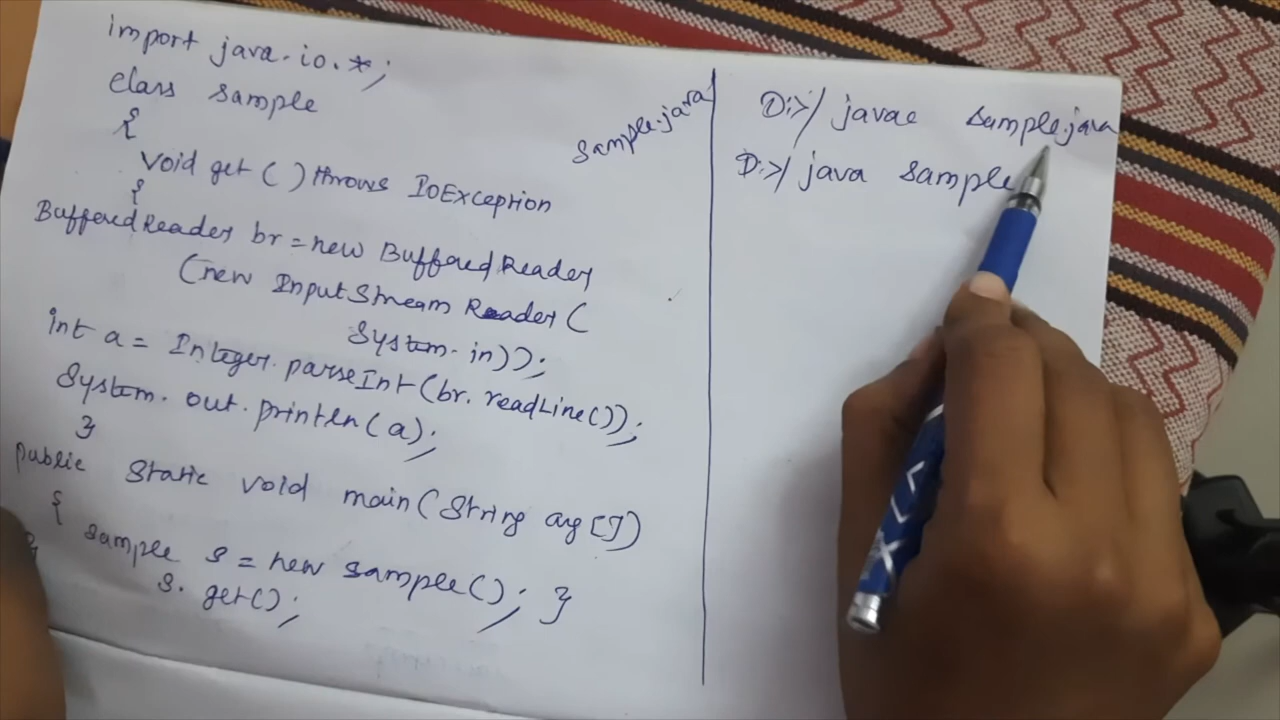 import java.io.*;
class sample
{
void get ( ) throws IOException
{
BufferedReader br = new BufferedReader
(new InputStream Reader (
System.in));
int a = Integer.parseInt(br.readLine());
System.out.println(a);
}
public static void main(String arg[])
{
sample s = new sample(); }
s.get();
}
sample.java
D:>/ javac sample.java
D:>/ java sample